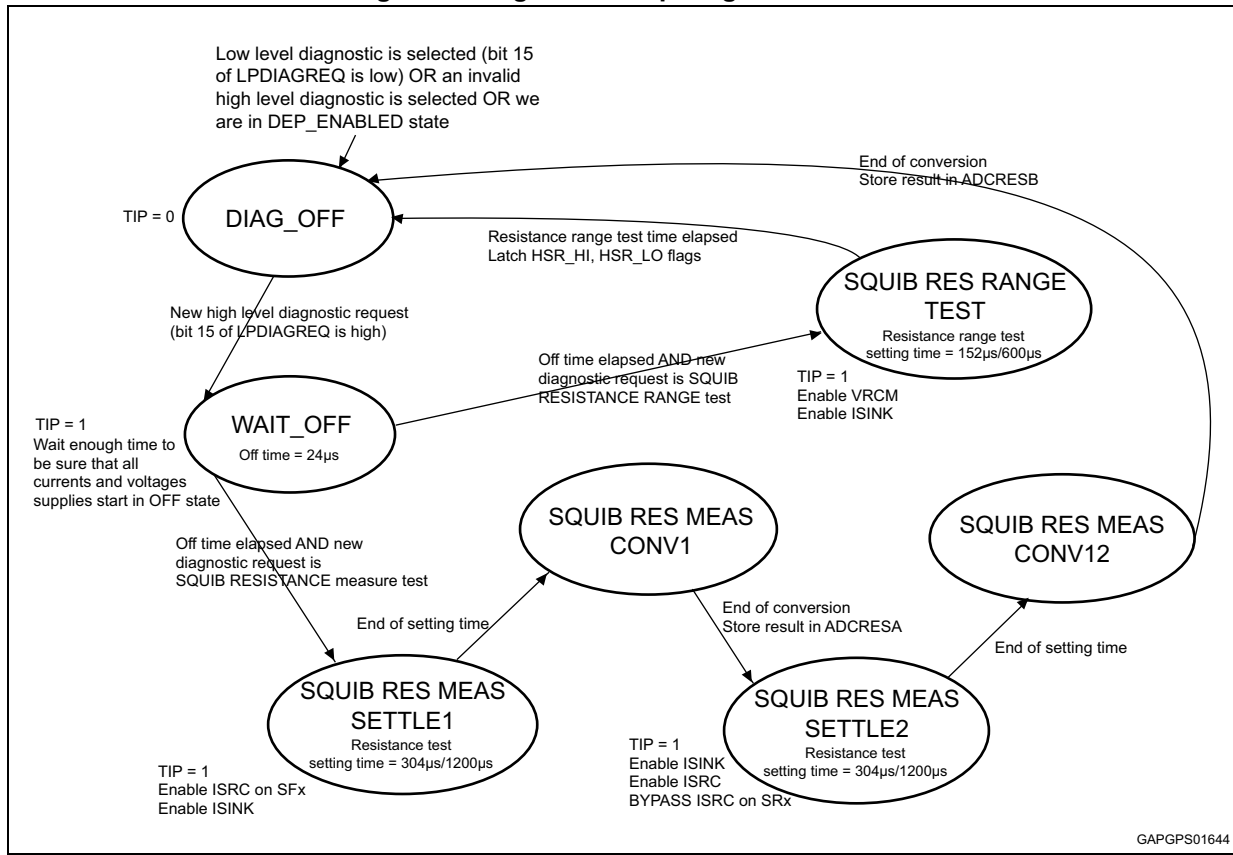 Low level diagnostic is selected (bit 15
of LPDIAGREQ is low) OR an invalid
high level diagnostic is selected OR we
are in DEP_ENABLED state
End of conversion
Store result in ADCRESB
TIP = 0
DIAG_OFF
Resistance range test time elapsed
Latch HSR_HI, HSR_LO flags
SQUIB RES RANGE
TEST
Resistance range test
setting time = 152µs/600µs
New high level diagnostic request
(bit 15 of LPDIAGREQ is high)
Off time elapsed AND new
diagnostic request is SQUIB
RESISTANCE RANGE test
TIP = 1
Enable VRCM
Enable ISINK
TIP = 1
Wait enough time to
be sure that all
currents and voltages
supplies start in OFF state
WAIT_OFF
Off time = 24µs
SQUIB RES MEAS
CONV1
SQUIB RES MEAS
CONV12
Off time elapsed AND new
diagnostic request is
SQUIB RESISTANCE measure test
End of setting time
End of conversion
Store result in ADCRESA
End of setting time
SQUIB RES MEAS
SETTLE1
Resistance test
setting time = 304µs/1200µs
TIP = 1
Enable ISRC on SFx
Enable ISINK
SQUIB RES MEAS
SETTLE2
Resistance test
setting time = 304µs/1200µs
TIP = 1
Enable ISINK
Enable ISRC
BYPASS ISRC on SRx
GAPGPS01644